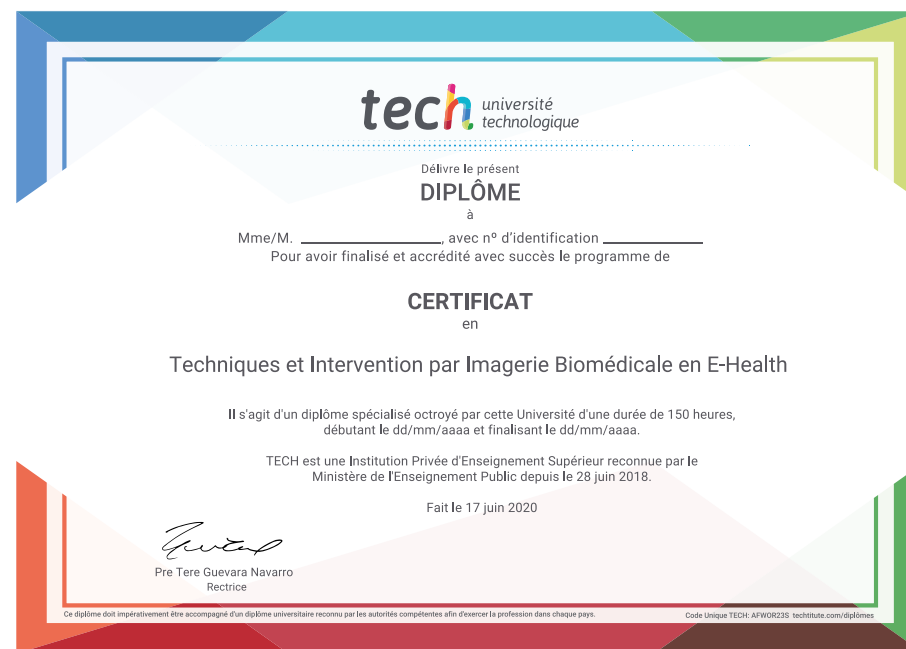 tech université
technologique
Délivre le présent
DIPLÔME
à
Mme/M. ____________________, avec nº d'identification ______________
Pour avoir finalisé et accrédité avec succès le programme de
CERTIFICAT
en
Techniques et Intervention par Imagerie Biomédicale en E-Health
Il s'agit d'un diplôme spécialisé octroyé par cette Université d'une durée de 150 heures,
débutant le dd/mm/aaaa et finalisant le dd/mm/aaaa.
TECH est une Institution Privée d'Enseignement Supérieur reconnue par le
Ministère de l'Enseignement Public depuis le 28 juin 2018.
Fait le 17 juin 2020
Pre Tere Guevara Navarro
Rectrice
Ce diplôme doit impérativement être accompagné d'un diplôme universitaire reconnu par les autorités compétentes afin d'exercer la profession dans chaque pays.
Code Unique TECH: AFWOR23S techtitute.com/diplômes